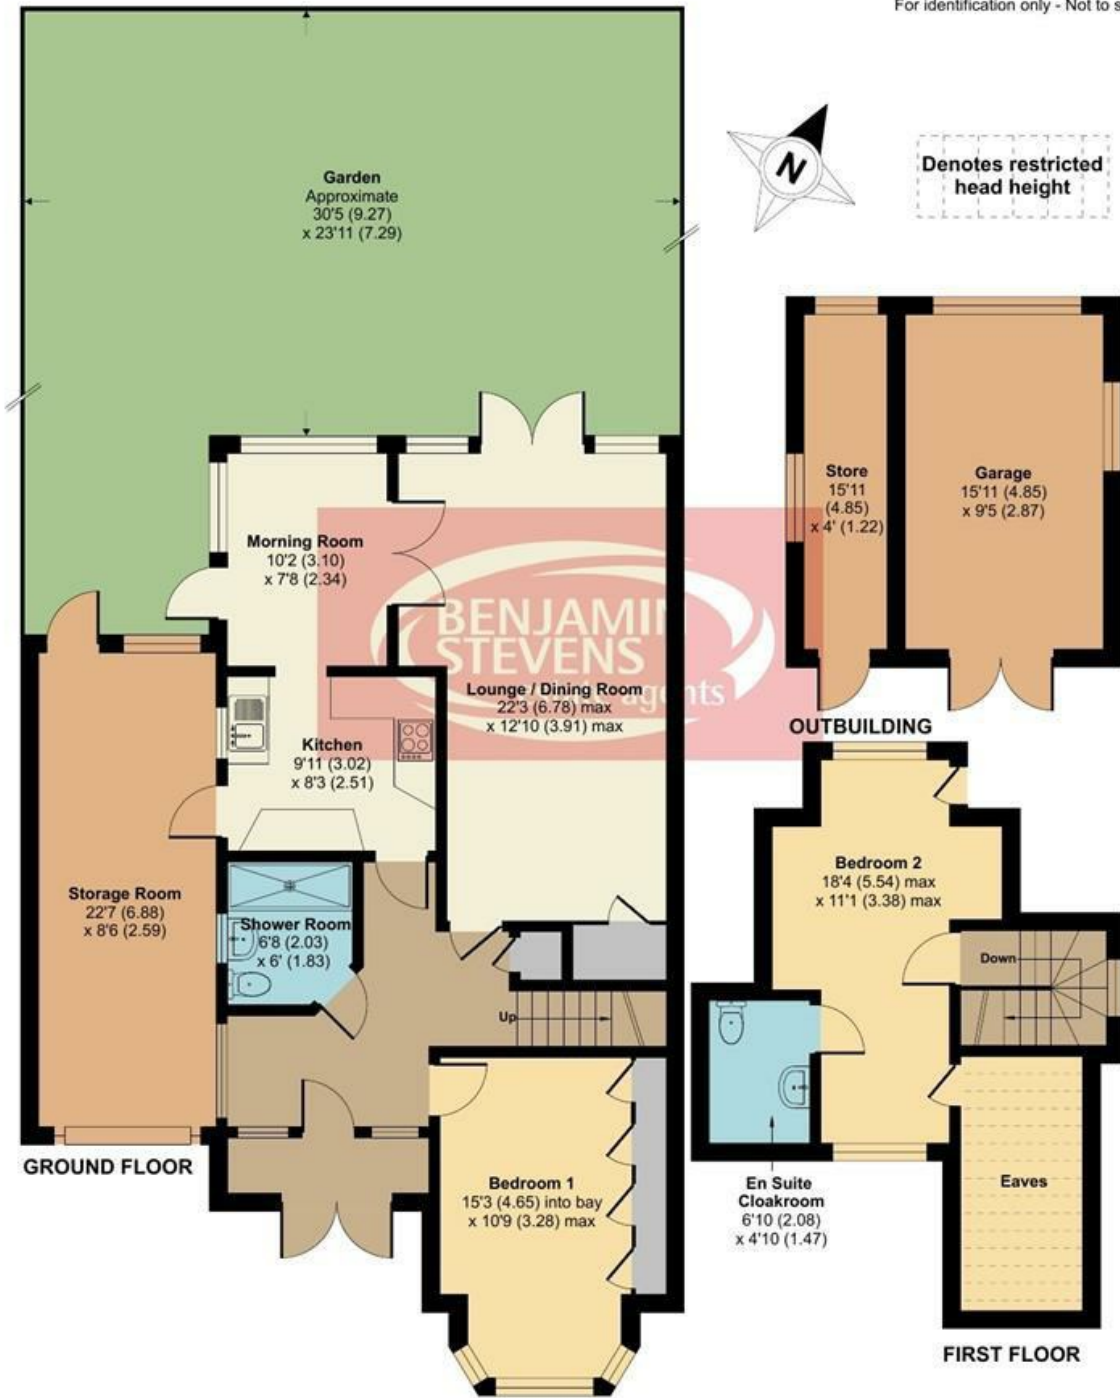 For identification only - Not to s
Garden
Approximate
30'5 (9.27)
x 23'11 (7.29)
N
Denotes restricted
head height
Store
15'11
(4.85)
x 4' (1.22)
Garage
15'11 (4.85)
x 9'5 (2.87)
Morning Room
10'2 (3.10)
x 7'8 (2.34)
BENJAMIN
STEVENS
estate agents
Lounge / Dining Room
22'3 (6.78) max
x 12'10 (3.91) max
OUTBUILDING
Kitchen
9'11 (3.02)
x 8'3 (2.51)
Bedroom 2
18'4 (5.54) max
x 11'1 (3.38) max
Storage Room
22'7 (6.88)
x 8'6 (2.59)
Shower Room
6'8 (2.03)
x 6' (1.83)
Down
Up
GROUND FLOOR
Bedroom 1
15'3 (4.65) into bay
x 10'9 (3.28) max
En Suite
Cloakroom
6'10 (2.08)
x 4'10 (1.47)
Eaves
FIRST FLOOR